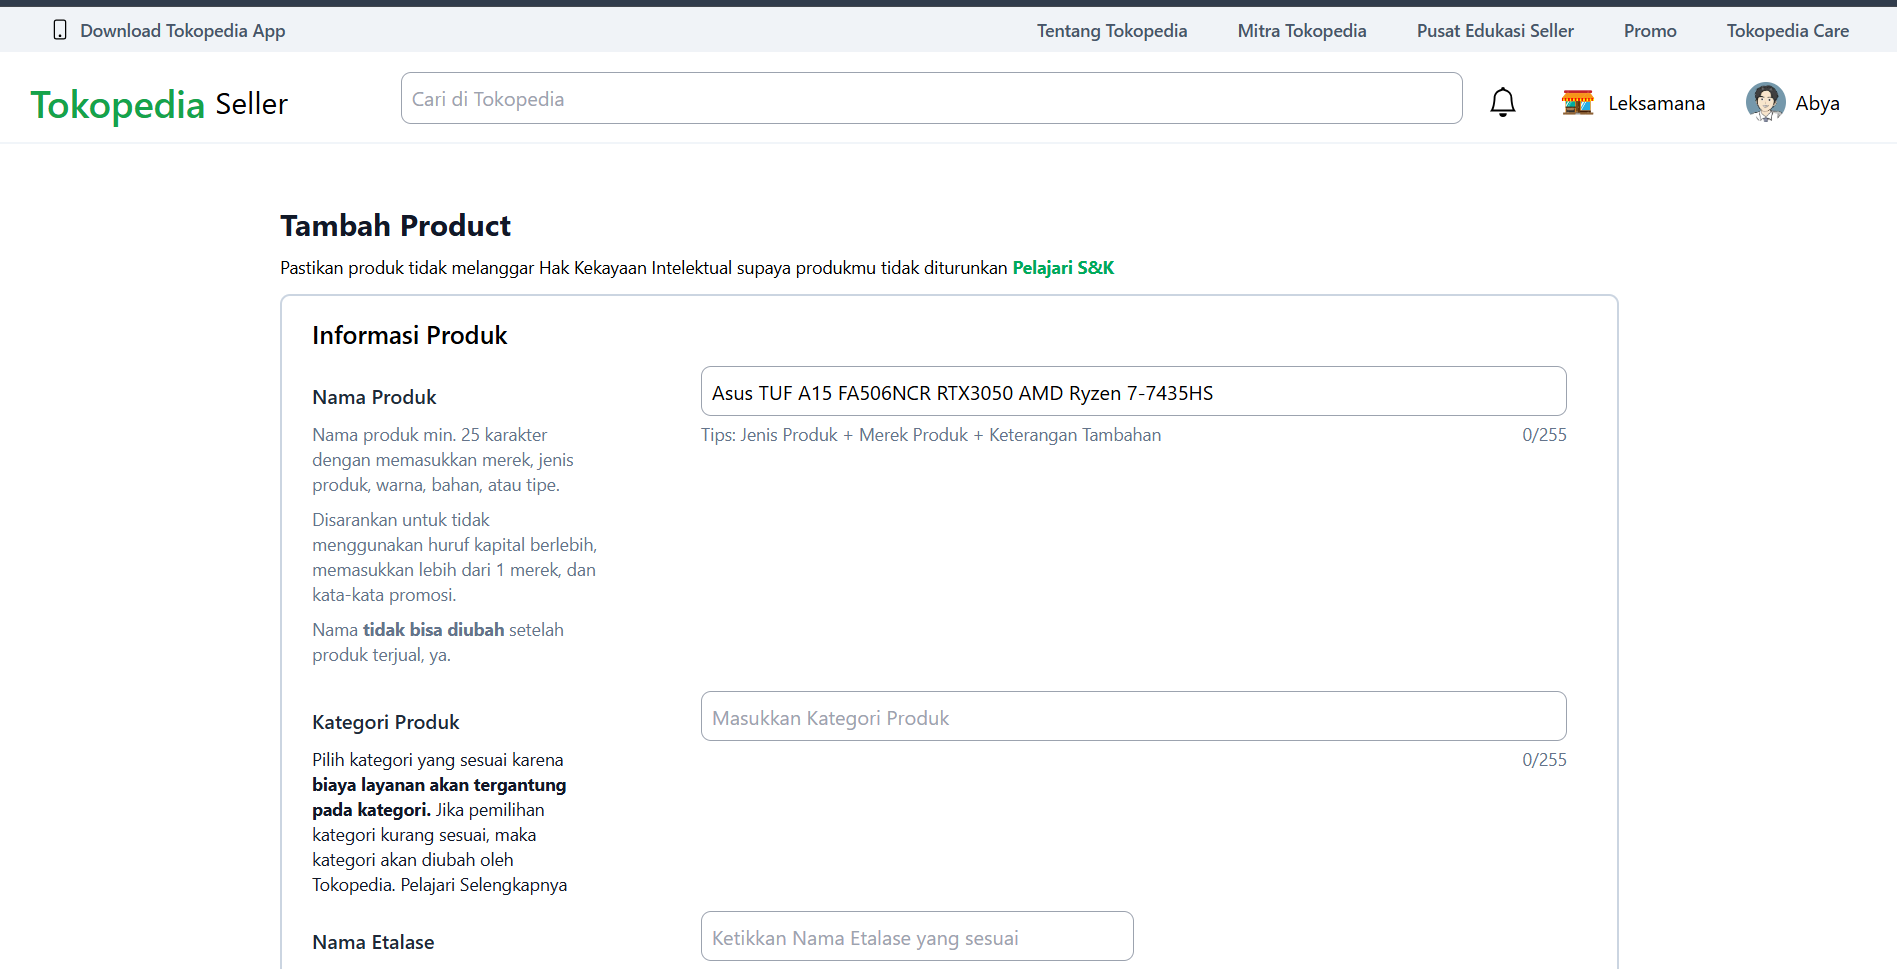 Download Tokopedia App
Tentang Tokopedia
Mitra Tokopedia
Pusat Edukasi Seller
Promo
Tokopedia Care
Tokopedia Seller
Cari di Tokopedia
Leksamana
Abya
Tambah Product
Pastikan produk tidak melanggar Hak Kekayaan Intelektual supaya produkmu tidak diturunkan Pelajari S&K
Informasi Produk
Nama Produk
Asus TUF A15 FA506NCR RTX3050 AMD Ryzen 7-7435HS
Tips: Jenis Produk + Merek Produk + Keterangan Tambahan
0/255
Nama produk min. 25 karakter
dengan memasukkan merek, jenis
produk, warna, bahan, atau tipe.
Disarankan untuk tidak
menggunakan huruf kapital berlebih,
memasukkan lebih dari 1 merek, dan
kata-kata promosi.
Nama tidak bisa diubah setelah
produk terjual, ya.
Kategori Produk
Masukkan Kategori Produk
0/255
Pilih kategori yang sesuai karena
biaya layanan akan tergantung
pada kategori. Jika pemilihan
kategori kurang sesuai, maka
kategori akan diubah oleh
Tokopedia. Pelajari Selengkapnya
Nama Etalase
Ketikkan Nama Etalase yang sesuai